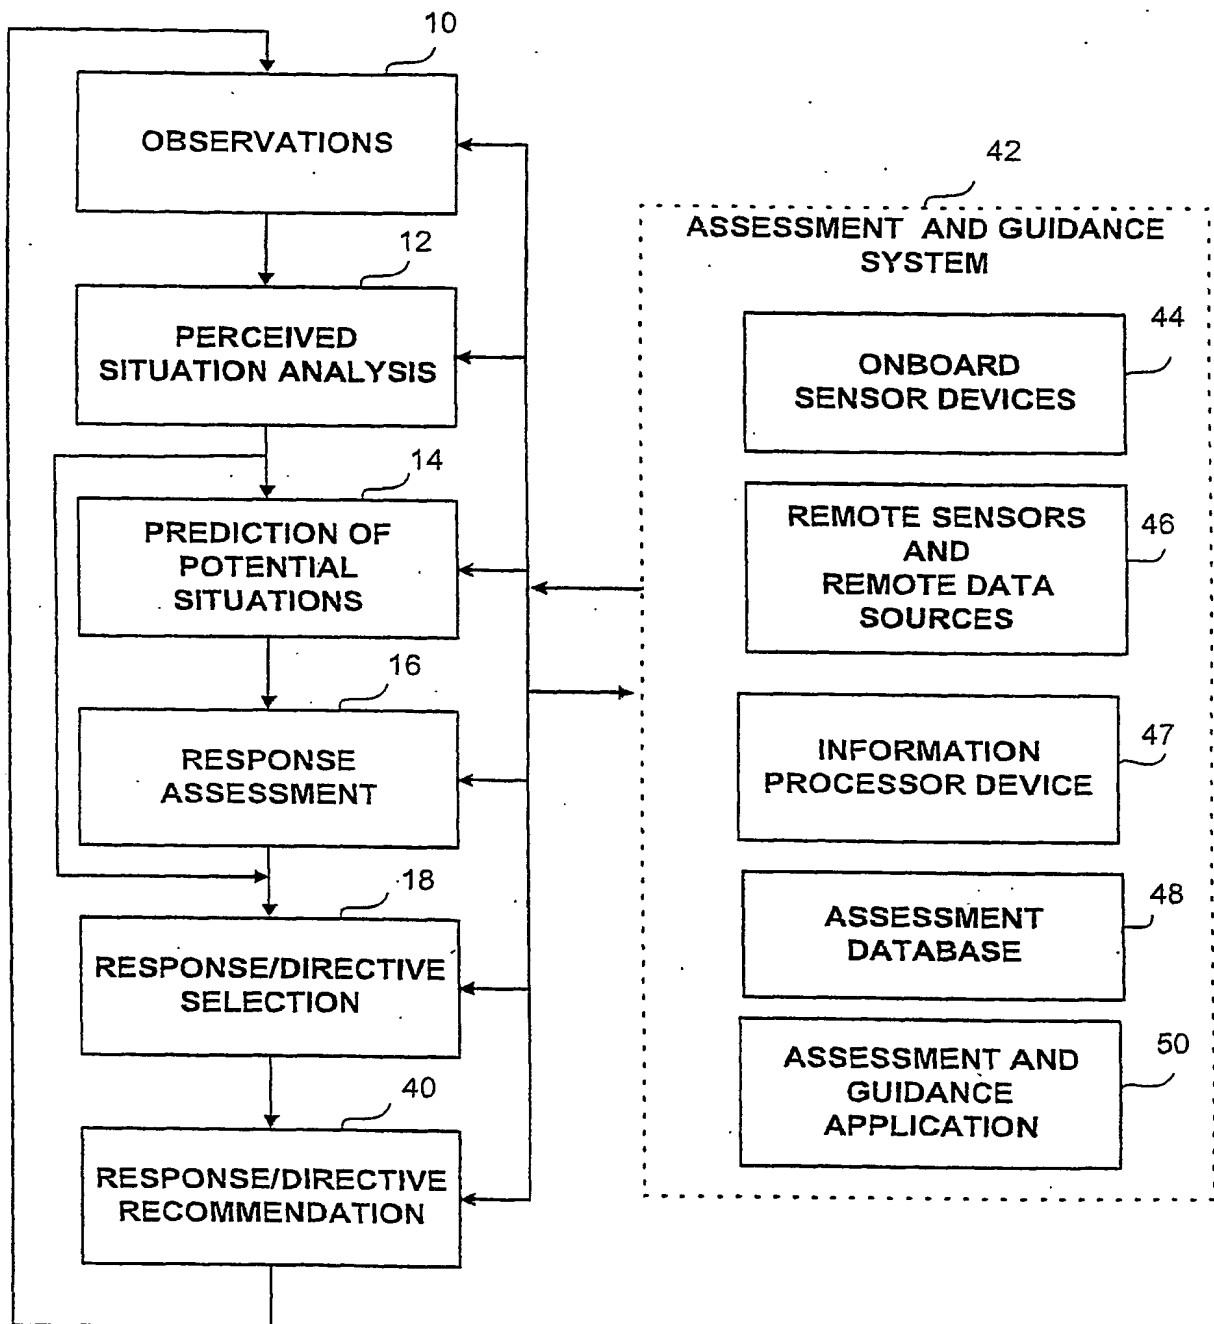 10
OBSERVATIONS
12
PERCEIVED
SITUATION ANALYSIS
14
PREDICTION OF
POTENTIAL
SITUATIONS
16
RESPONSE
ASSESSMENT
18
RESPONSE/DIRECTIVE
SELECTION
40
RESPONSE/DIRECTIVE
RECOMMENDATION
42
ASSESSMENT AND GUIDANCE
SYSTEM
44
ONBOARD
SENSOR DEVICES
46
REMOTE SENSORS
AND
REMOTE DATA
SOURCES
47
INFORMATION
PROCESSOR DEVICE
48
ASSESSMENT
DATABASE
50
ASSESSMENT AND
GUIDANCE
APPLICATION